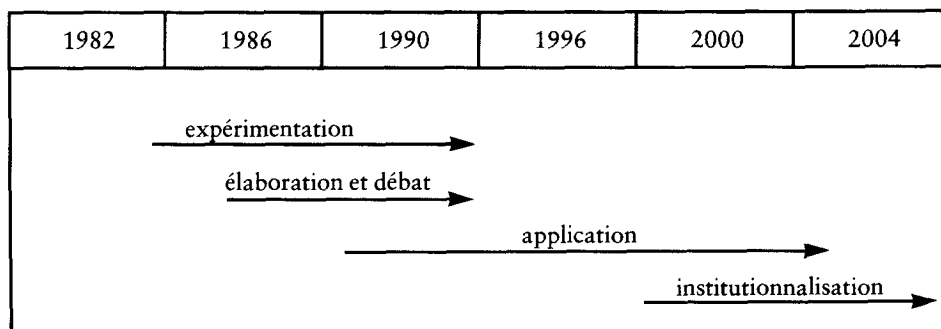 1982 1986 1990 1996 2000 2004
expérimentation
élaboration et débat
application
institutionnalisation